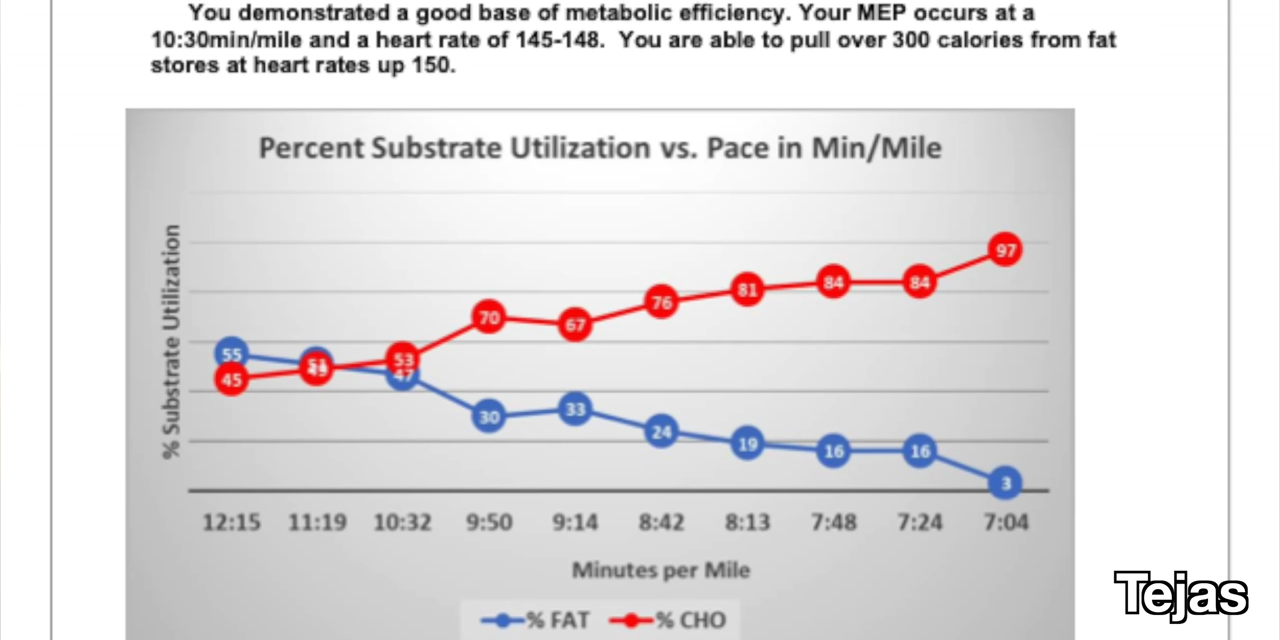 You demonstrated a good base of metabolic efficiency. Your MEP occurs at a
10:30min/mile and a heart rate of 145-148.  You are able to pull over 300 calories from fat
stores at heart rates up 150.
Percent Substrate Utilization vs. Pace in Min/Mile
% Substrate Utilization
97
84
84
81
76
67
70
53
51
55
45
49
47
30
33
24
19
16
16
3
12:15 11:19 10:32 9:50 9:14 8:42 8:13 7:48 7:24 7:04
Minutes per Mile
% FAT % CHO
Tejas